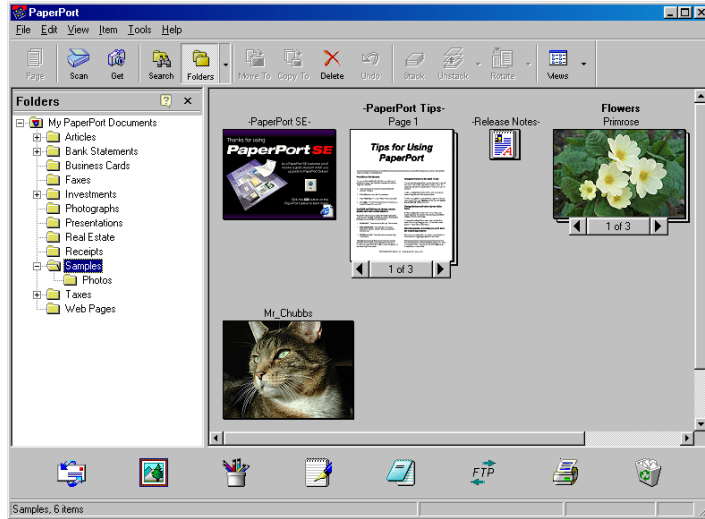 PaperPort
File Edit View Item Tools Help
Page Scan Get Search Folders Move To Copy To Delete Undo Stack Unstack Rotate Views
Folders
My PaperPort Documents
Articles
Bank Statements
Business Cards
Faxes
Investments
Photographs
Presentations
Real Estate
Receipts
Samples
Photos
Taxes
Web Pages
-PaperPort SE-
Thanks for using
PaperPort SE
-PaperPort Tips-
Page 1
Tips for Using
PaperPort
1 of 3
-Release Notes-
Flowers
Primrose
1 of 3
Mr_Chubbs
FTP
Samples, 6 items